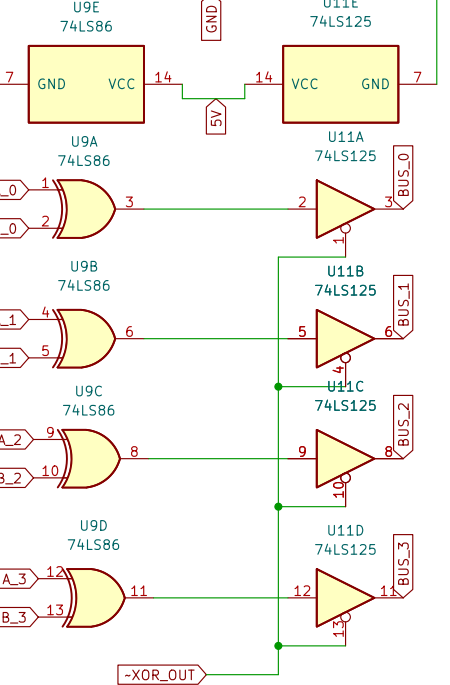 U9E
74LS86
GND
U11E
74LS125
7
GND
VCC
14
5V
14
VCC
GND
7
U9A
74LS86
_0
1
_0
2
3
U11A
74LS125
2
3
BUS_0
1
U9B
74LS86
_1
4
_1
5
6
U11B
74LS125
5
6
BUS_1
4
U9C
74LS86
A_2
9
B_2
10
8
U11C
74LS125
9
8
BUS_2
10
U9D
74LS86
A_3
12
B_3
13
11
U11D
74LS125
12
11
BUS_3
13
~XOR_OUT